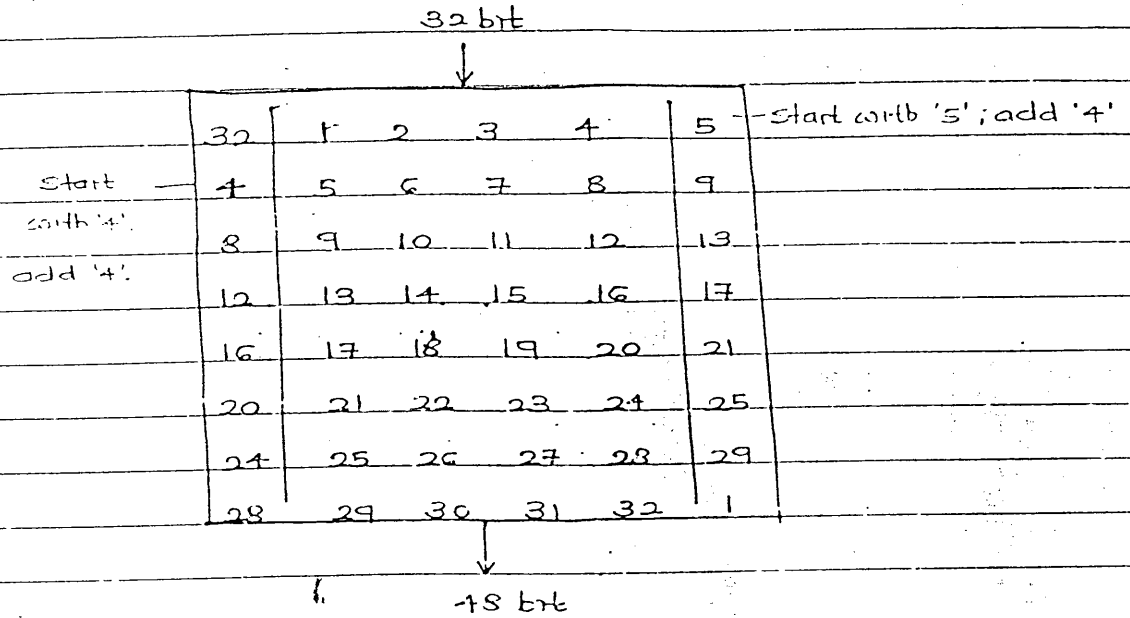 32 bit
32 1 2 3 4 5 start with '5'; add '4'
start 4 5 6 7 8 9
with '4'.
8 9 10 11 12 13
add '4'.
12 13 14 15 16 17
16 17 18 19 20 21
20 21 22 23 24 25
24 25 26 27 28 29
28 29 30 31 32 1
48 bit